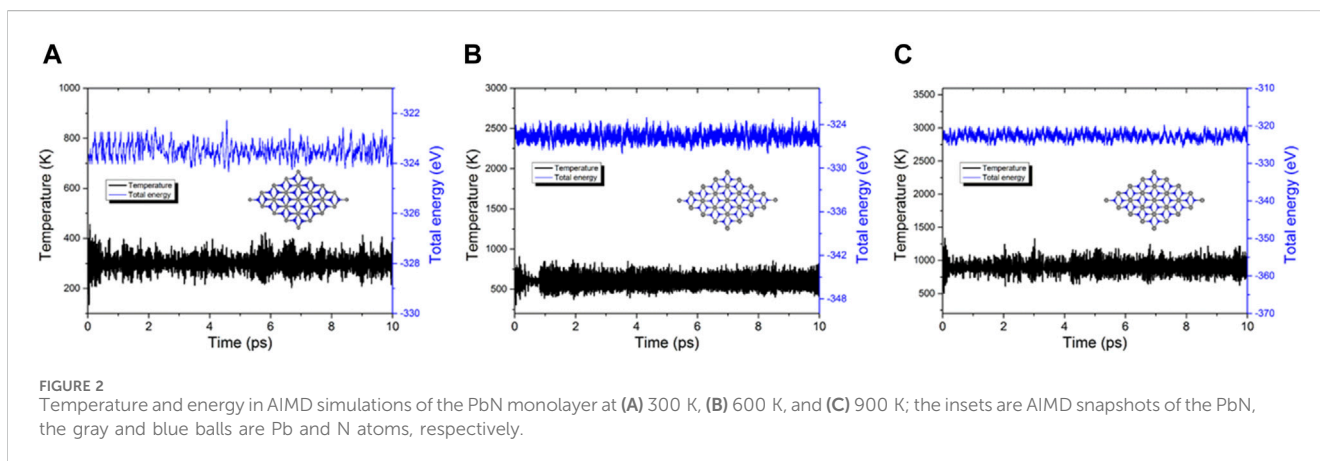 A
B
C
1000
800
600
400
200
Temperature (K)
-322
-324
-326
-328
-330
Total energy (eV)
Temperature
Total energy
0
2
4
6
8
10
Time (ps)
3000
2500
2000
1500
1000
500
Temperature (K)
-324
-330
-336
-342
-348
Total energy (eV)
Temperature
Total energy
0
2
4
6
8
10
Time (ps)
3500
3000
2500
2000
1500
1000
500
Temperature (K)
-310
-320
-330
-340
-350
-360
-370
Total energy (eV)
Temperature
Total energy
0
2
4
6
8
10
Time (ps)
FIGURE 2
Temperature and energy in AIMD simulations of the PbN monolayer at (A) 300 K, (B) 600 K, and (C) 900 K; the insets are AIMD snapshots of the PbN,
the gray and blue balls are Pb and N atoms, respectively.